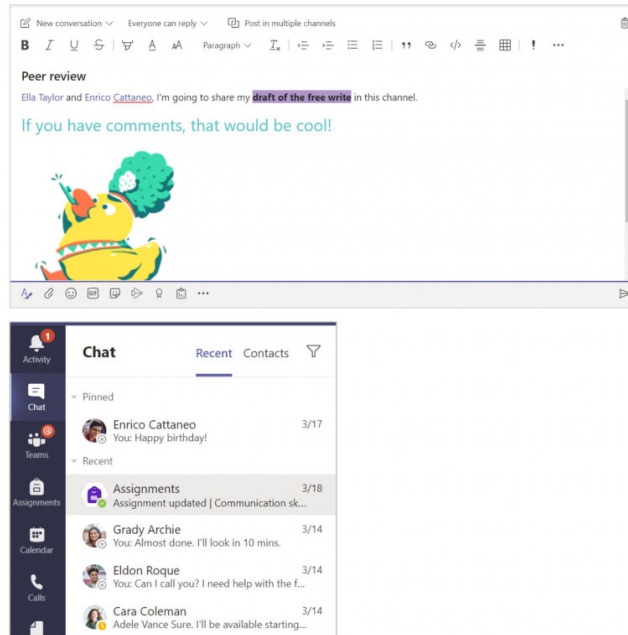 New conversation Everyone can reply Post in multiple channels
B I U S A A AA Paragraph Ix
Peer review
Ella Taylor and Enrico Cattaneo, I'm going to share my draft of the free write in this channel.
If you have comments, that would be cool!
GIF
Activity 1
Chat Recent Contacts
Chat
Pinned
Enrico Cattaneo 3/17
You: Happy birthday!
Teams @
Recent
Assignments
Assignments 3/18
Assignment updated | Communication sk...
Calendar
Grady Archie 3/14
You: Almost done. I'll look in 10 mins.
Calls
Eldon Roque 3/14
You: Can I call you? I need help with the f...
Cara Coleman 3/14
Adele Vance Sure. I'll be available starting...